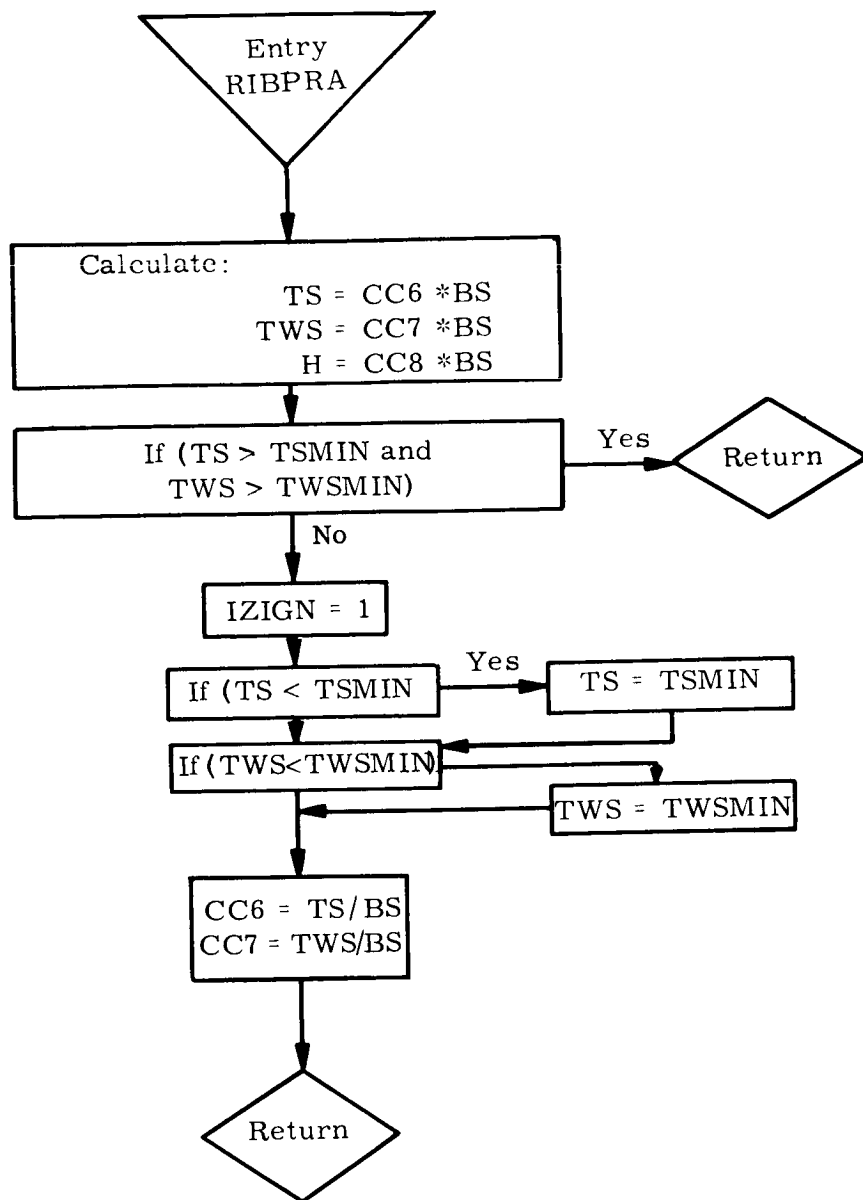 Entry
RIBPRA
Calculate:
TS = CC6 *BS
TWS = CC7 *BS
H = CC8 *BS
If (TS > TSMIN and
TWS > TWSMIN)
Yes
Return
No
IZIGN = 1
If (TS < TSMIN
Yes
TS = TSMIN
If (TWS<TWSMIN)
TWS = TWSMIN
CC6 = TS/BS
CC7 = TWS/BS
Return